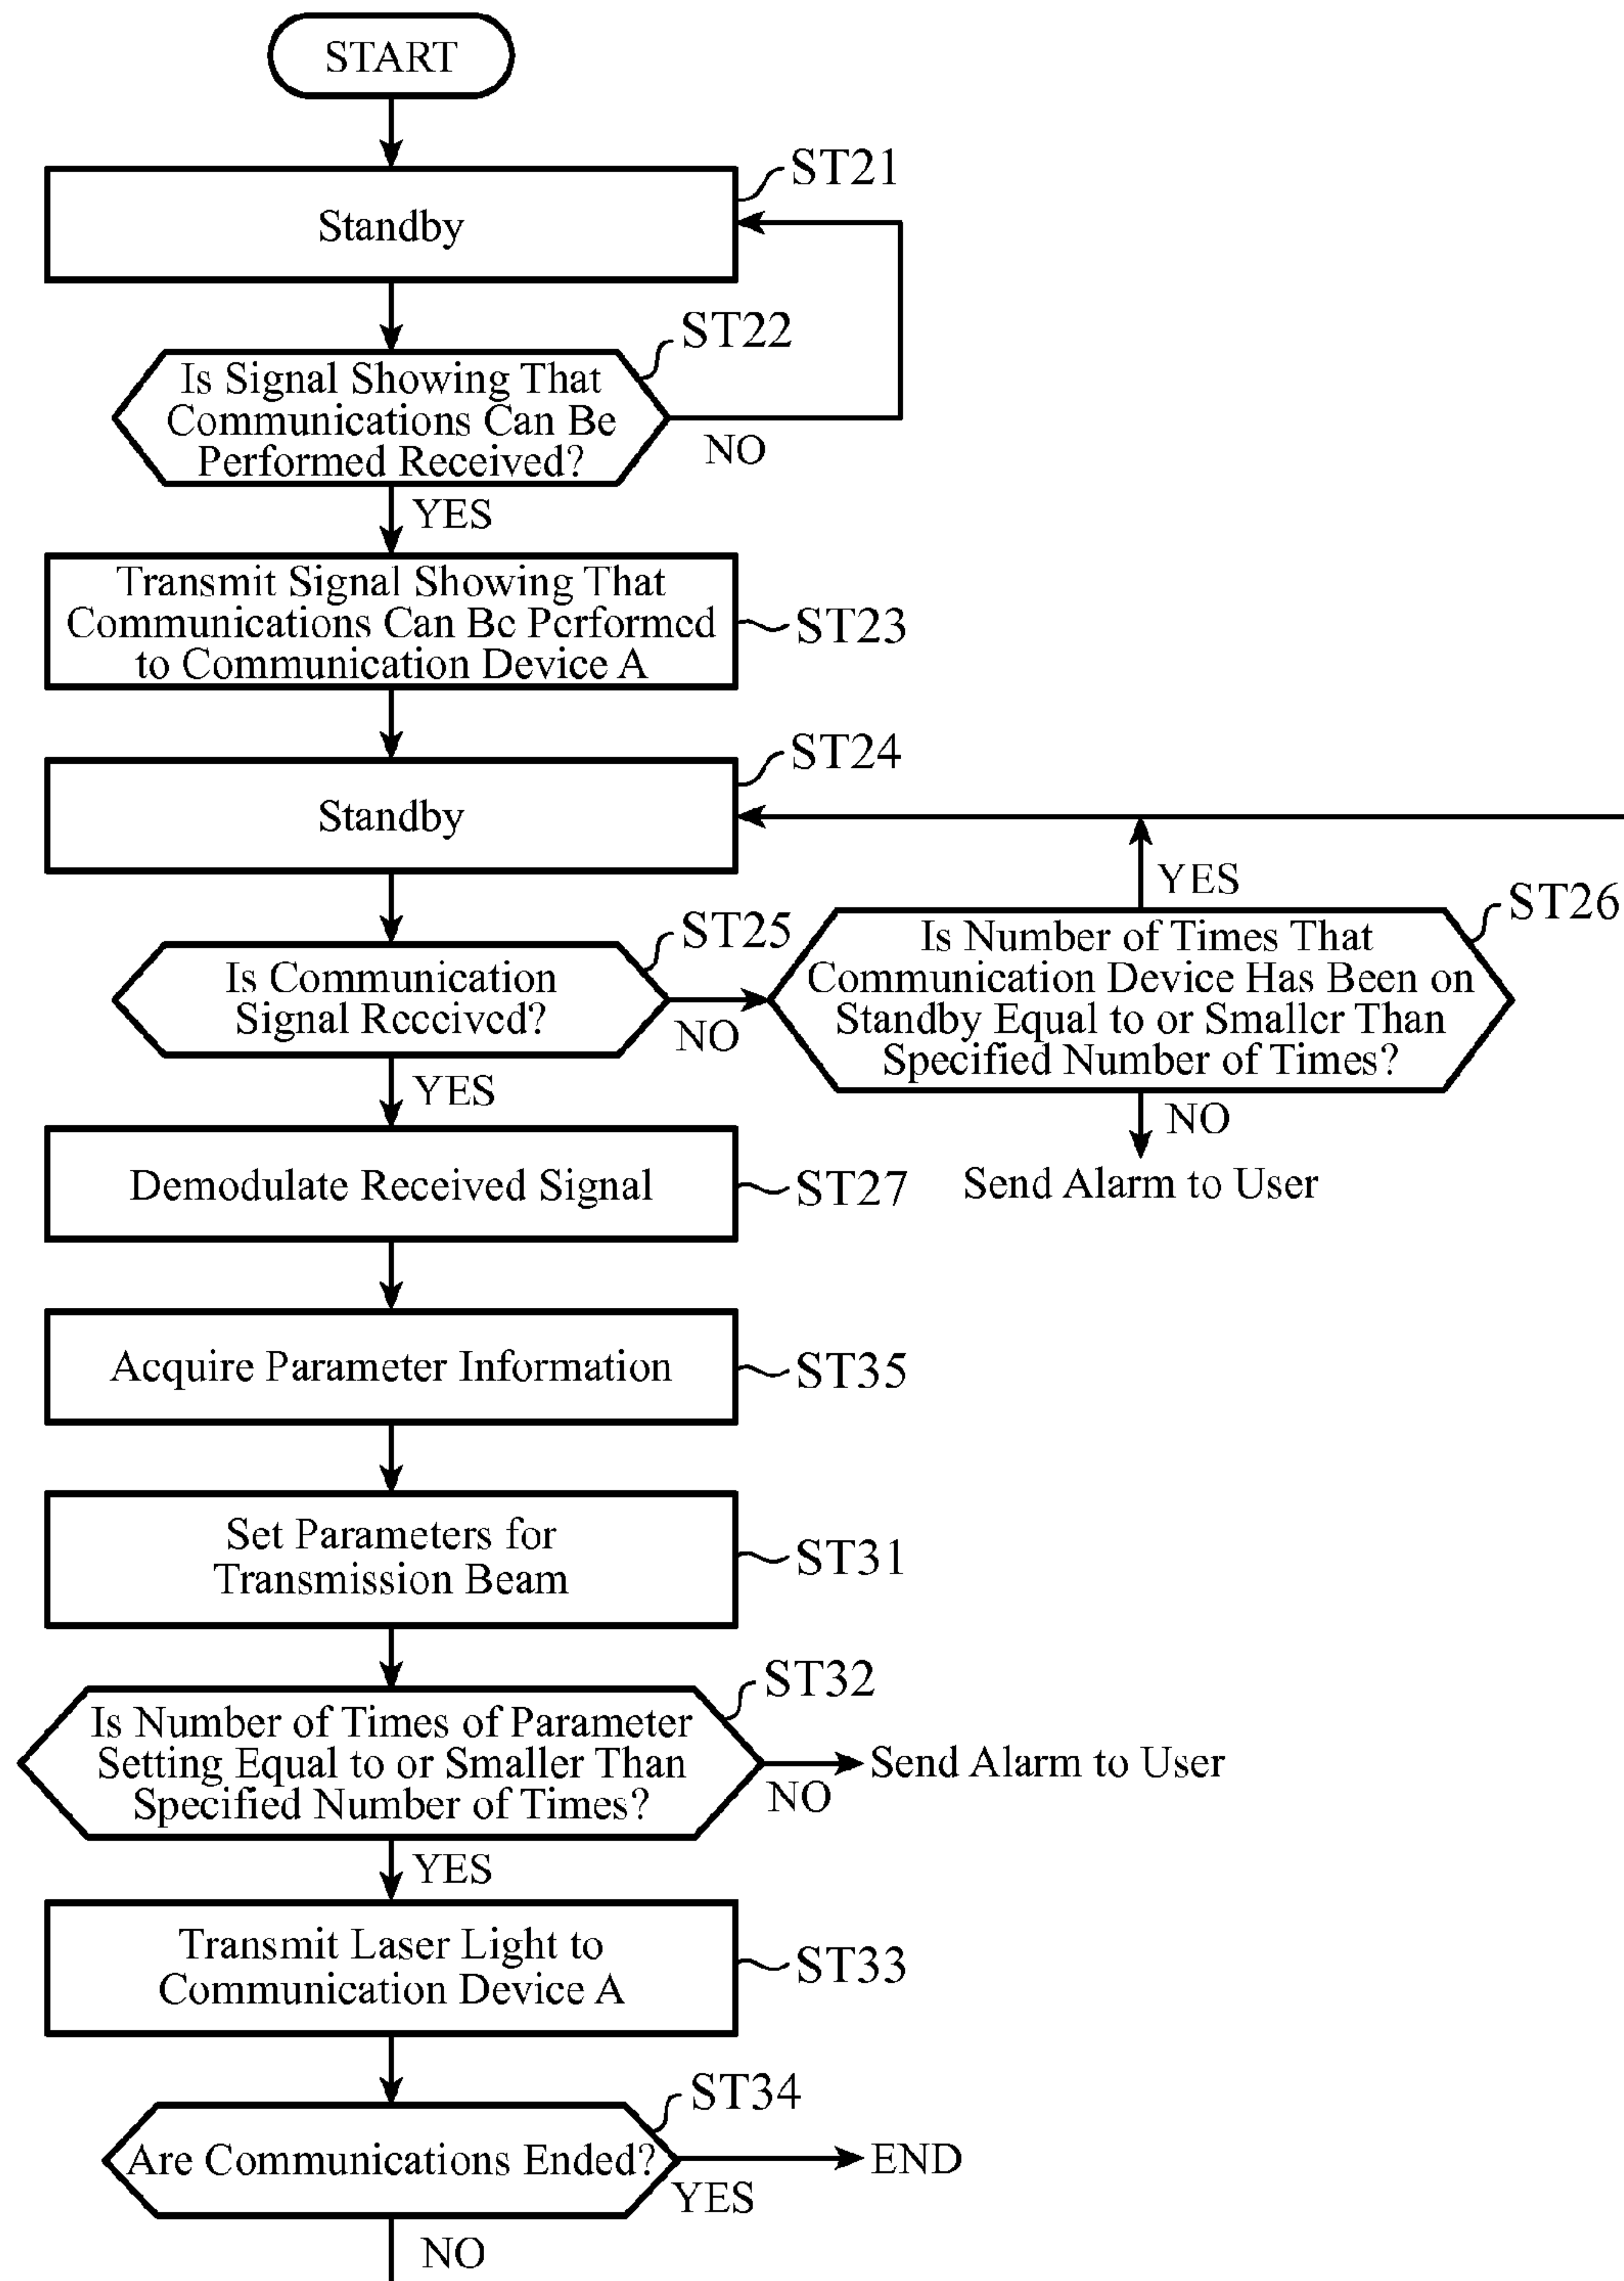 START
ST21
Standby
ST22
Is Signal Showing That
Communications Can Be
Performed Received?
NO
YES
Transmit Signal Showing That
Communications Can Be Performed
to Communication Device A
ST23
ST24
Standby
YES
ST26
ST25
Is Number of Times That
Communication Device Has Been on
Standby Equal to or Smaller Than
Specified Number of Times?
Is Communication
Signal Received?
NO
YES
NO
Send Alarm to User
Demodulate Received Signal
ST27
Acquire Parameter Information
ST35
Set Parameters for
Transmission Beam
ST31
ST32
Is Number of Times of Parameter
Setting Equal to or Smaller Than
Specified Number of Times?
Send Alarm to User
NO
YES
Transmit Laser Light to
Communication Device A
ST33
ST34
Are Communications Ended?
END
YES
NO